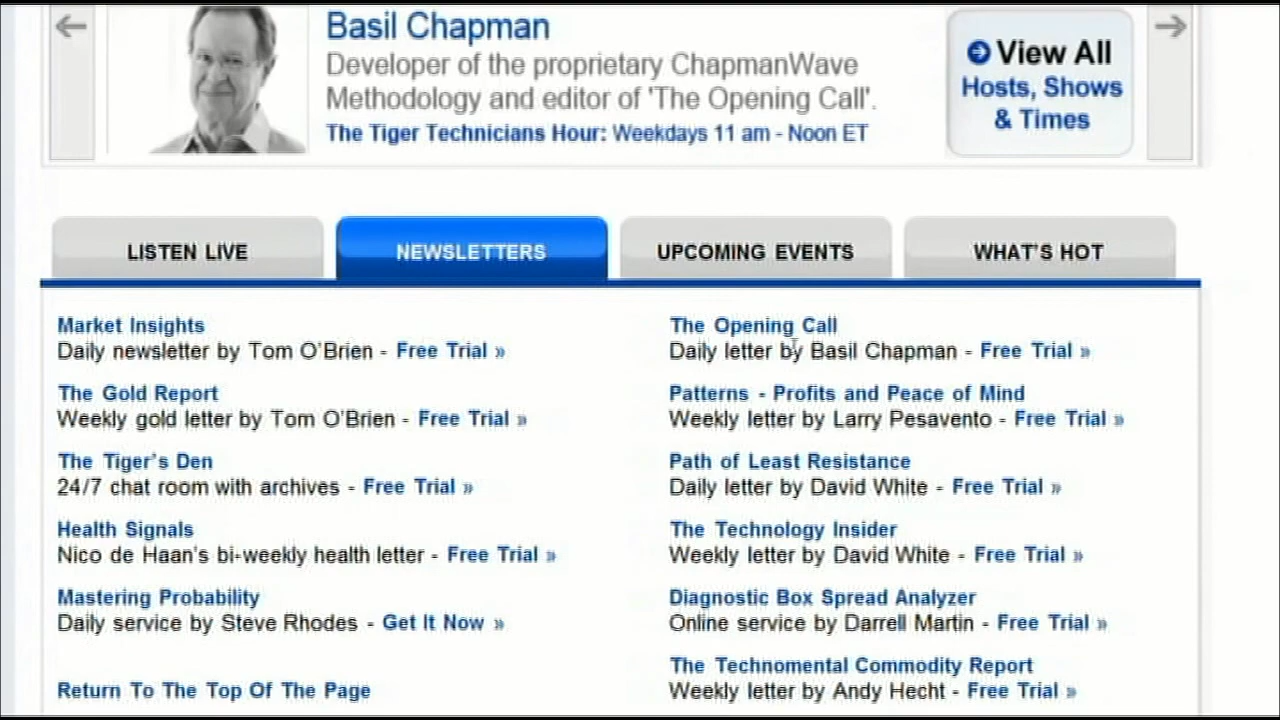 Basil Chapman
Developer of the proprietary ChapmanWave
Methodology and editor of 'The Opening Call'.
The Tiger Technicians Hour: Weekdays 11 am - Noon ET
View All
Hosts, Shows
& Times
LISTEN LIVE
NEWSLETTERS
UPCOMING EVENTS
WHAT'S HOT
Market Insights
Daily newsletter by Tom O'Brien - Free Trial »
The Gold Report
Weekly gold letter by Tom O'Brien - Free Trial »
The Tiger's Den
24/7 chat room with archives - Free Trial »
Health Signals
Nico de Haan's bi-weekly health letter - Free Trial »
Mastering Probability
Daily service by Steve Rhodes - Get It Now »
Return To The Top Of The Page
The Opening Call
Daily letter by Basil Chapman - Free Trial »
Patterns - Profits and Peace of Mind
Weekly letter by Larry Pesavento - Free Trial »
Path of Least Resistance
Daily letter by David White - Free Trial »
The Technology Insider
Weekly letter by David White - Free Trial »
Diagnostic Box Spread Analyzer
Online service by Darrell Martin - Free Trial »
The Technomental Commodity Report
Weekly letter by Andy Hecht - Free Trial »